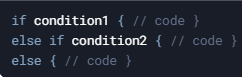 if condition1 { // code }
else if condition2 { // code }
else { // code }